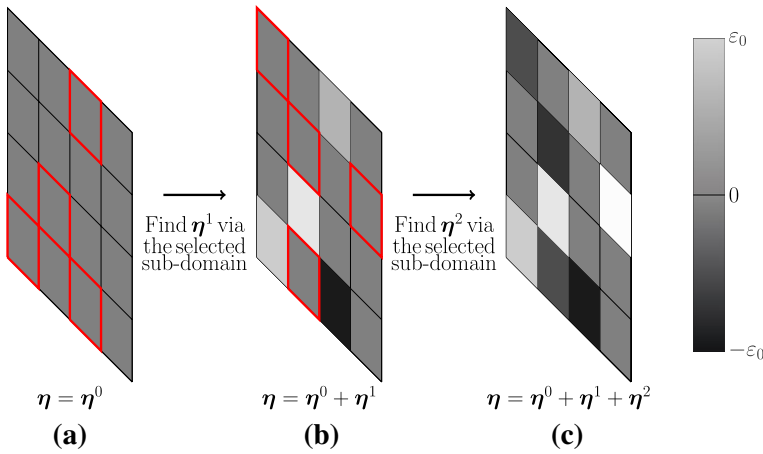 ε₀
0
−ε₀
Find η¹ via
the selected
sub-domain
Find η² via
the selected
sub-domain
η = η⁰
η = η⁰ + η¹
η = η⁰ + η¹ + η²
(a)
(b)
(c)